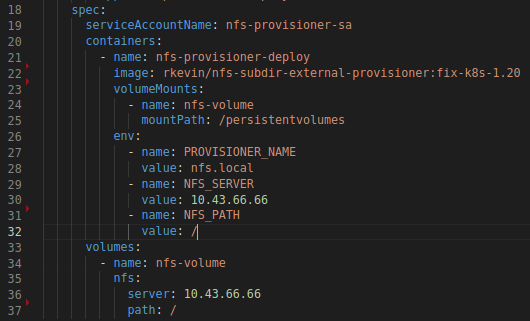 18 spec:
19 serviceAccountName: nfs-provisioner-sa
20 containers:
21 - name: nfs-provisioner-deploy
22 image: rkevin/nfs-subdir-external-provisioner:fix-k8s-1.20
23 volumeMounts:
24 - name: nfs-volume
25 mountPath: /persistentvolumes
26 env:
27 - name: PROVISIONER_NAME
28 value: nfs.local
29 - name: NFS_SERVER
30 value: 10.43.66.66
31 - name: NFS_PATH
32 value: /
33 volumes:
34 - name: nfs-volume
35 nfs:
36 server: 10.43.66.66
37 path: /